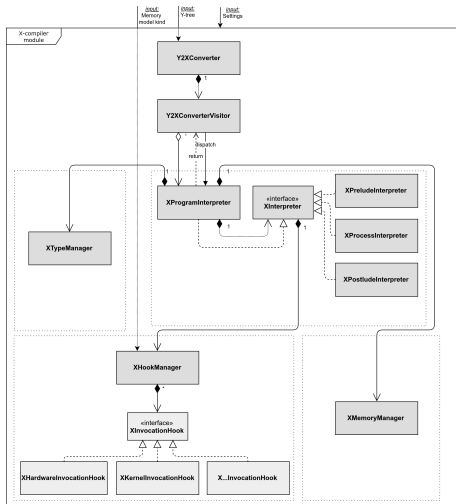 input:
Memory
model kind
input:
Y-tree
input:
Settings
X-compiler
module
Y2XConverter
1
Y2XConverterVisitor
dispatch
return
1
1
XProgramInterpreter
1
«interface»
XInterpreter
1
XPreludeInterpreter
XProcessInterpreter
XPostludeInterpreter
XTypeManager
XHookManager
*
«interface»
XInvocationHook
XMemoryManager
XHardwareInvocationHook
XKernelInvocationHook
X...InvocationHook